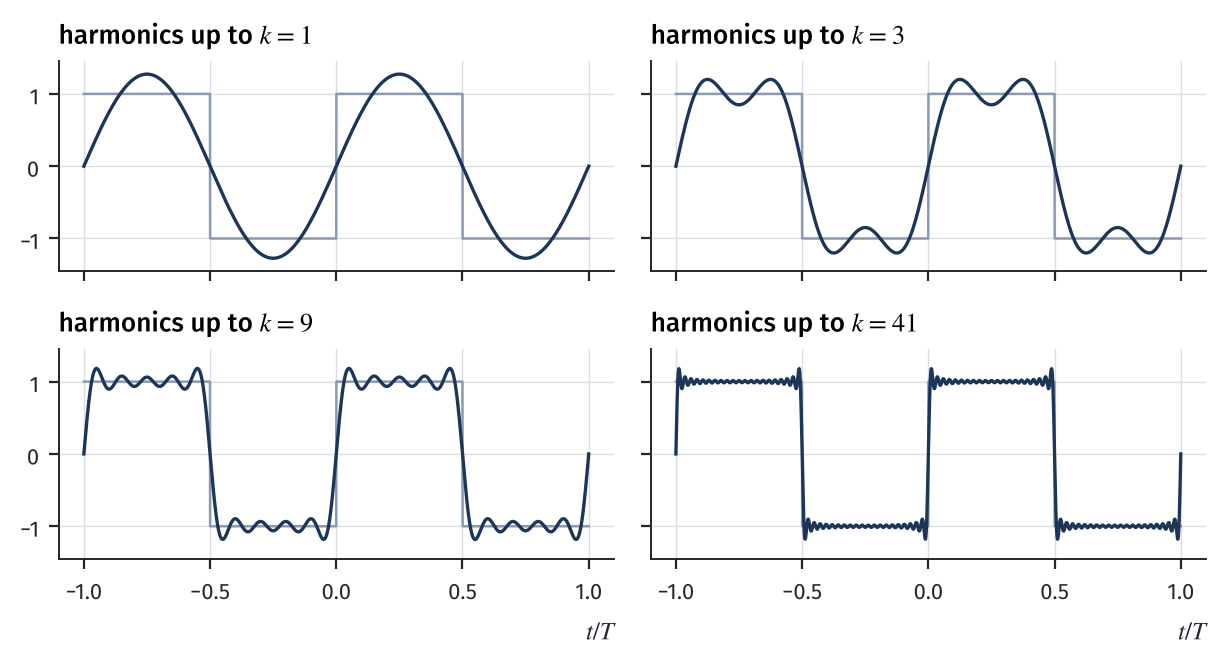 harmonics up to k = 1
harmonics up to k = 3
1
0
−1
harmonics up to k = 9
harmonics up to k = 41
1
0
−1
−1.0 −0.5 0.0 0.5 1.0
−1.0 −0.5 0.0 0.5 1.0
t/T
t/T